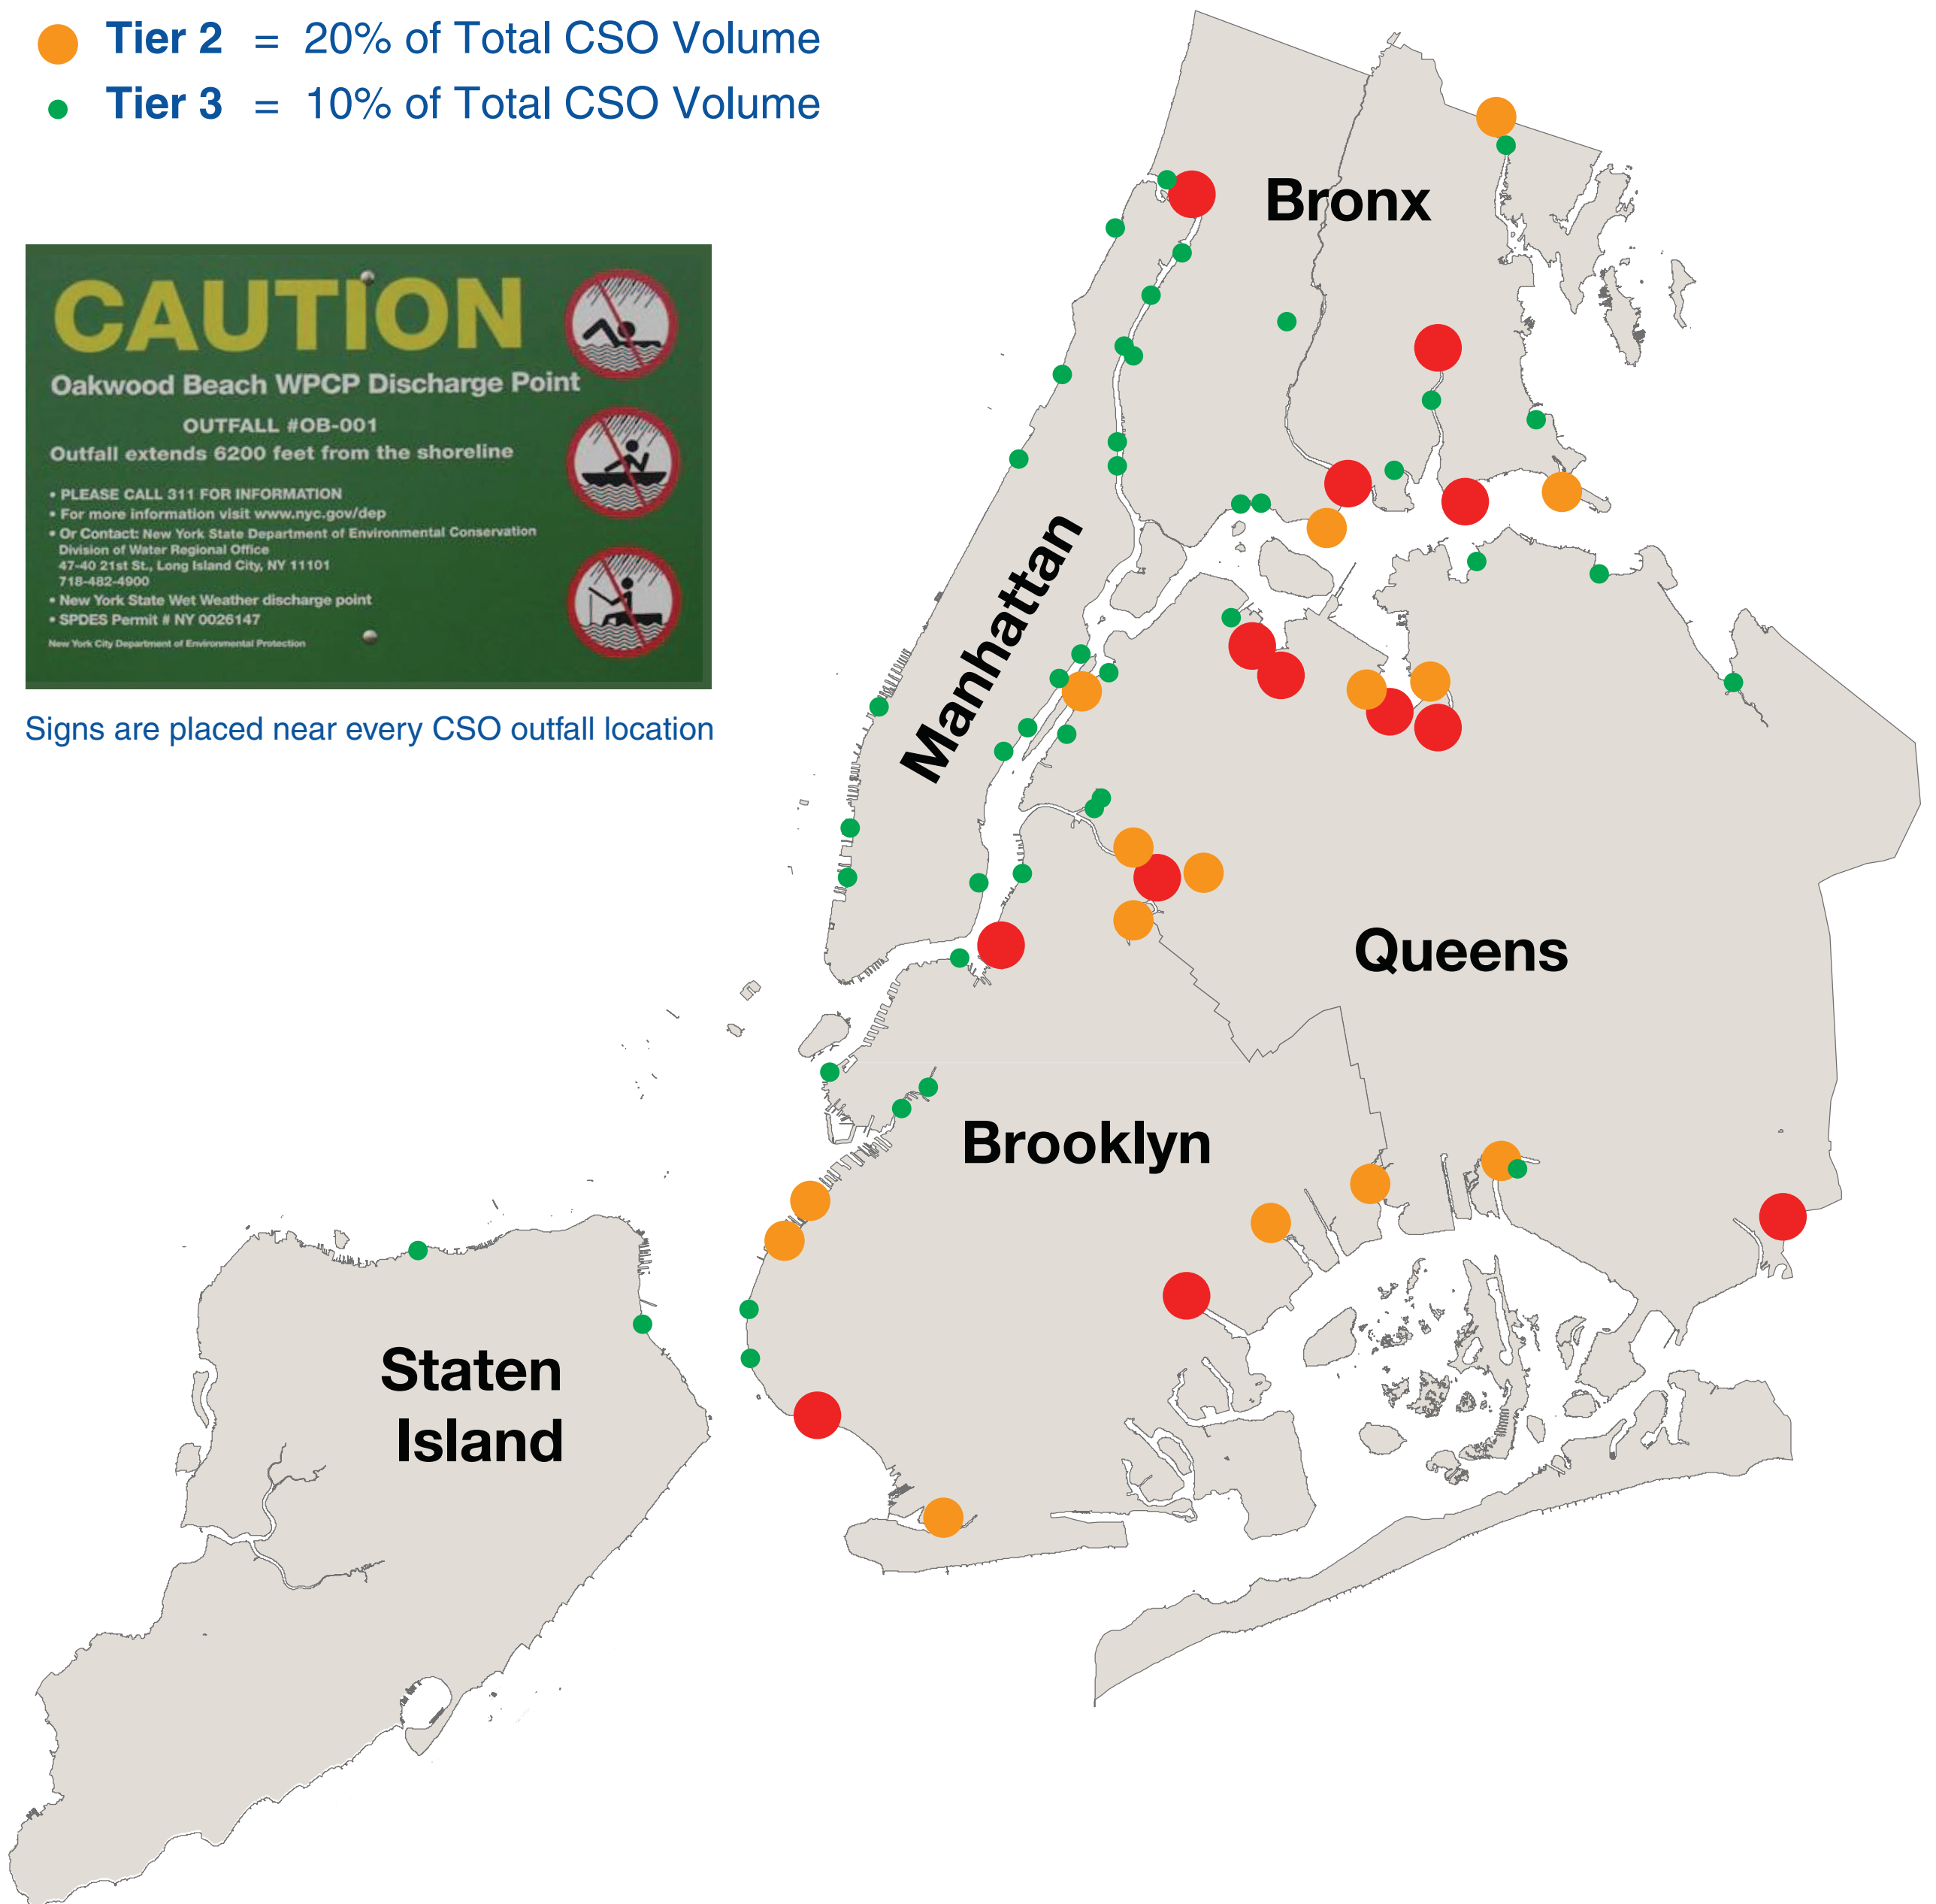 Tier 2 = 20% of Total CSO Volume
Tier 3 = 10% of Total CSO Volume
CAUTION
Oakwood Beach WPCP Discharge Point
OUTFALL #OB-001
Outfall extends 6200 feet from the shoreline
• PLEASE CALL 311 FOR INFORMATION
• For more information visit www.nyc.gov/dep
• Or Contact: New York State Department of Environmental Conservation
Division of Water Regional Office
47-40 21st St., Long Island City, NY 11101
718-482-4900
• New York State Wet Weather discharge point
• SPDES Permit # NY 0026147
New York City Department of Environmental Protection
Signs are placed near every CSO outfall location
Bronx
Manhattan
Queens
Brooklyn
Staten
Island